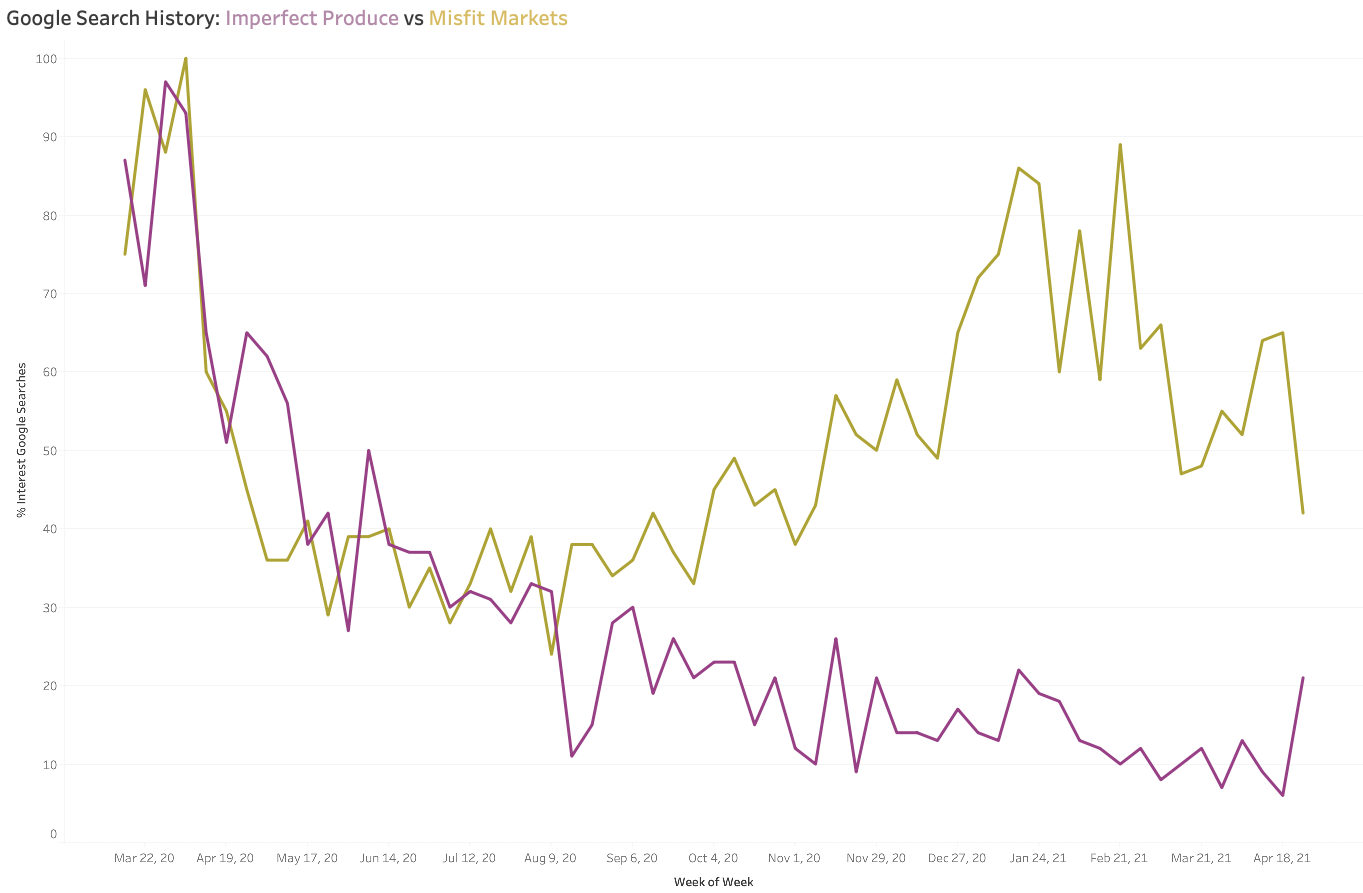 Google Search History: Imperfect Produce vs Misfit Markets
100
90
80
70
60
50
40
30
20
10
0
% Interest Google Searches
Mar 22, 20 Apr 19, 20 May 17, 20 Jun 14, 20 Jul 12, 20 Aug 9, 20 Sep 6, 20 Oct 4, 20 Nov 1, 20 Nov 29, 20 Dec 27, 20 Jan 24, 21 Feb 21, 21 Mar 21, 21 Apr 18, 21
Week of Week